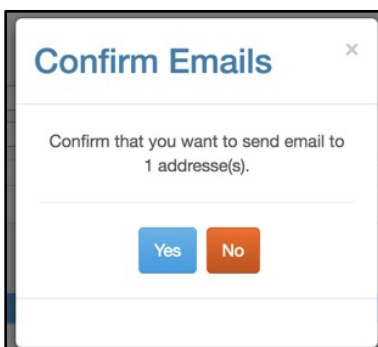 Confirm Emails ×
Confirm that you want to send email to
1 addresse(s).
Yes No